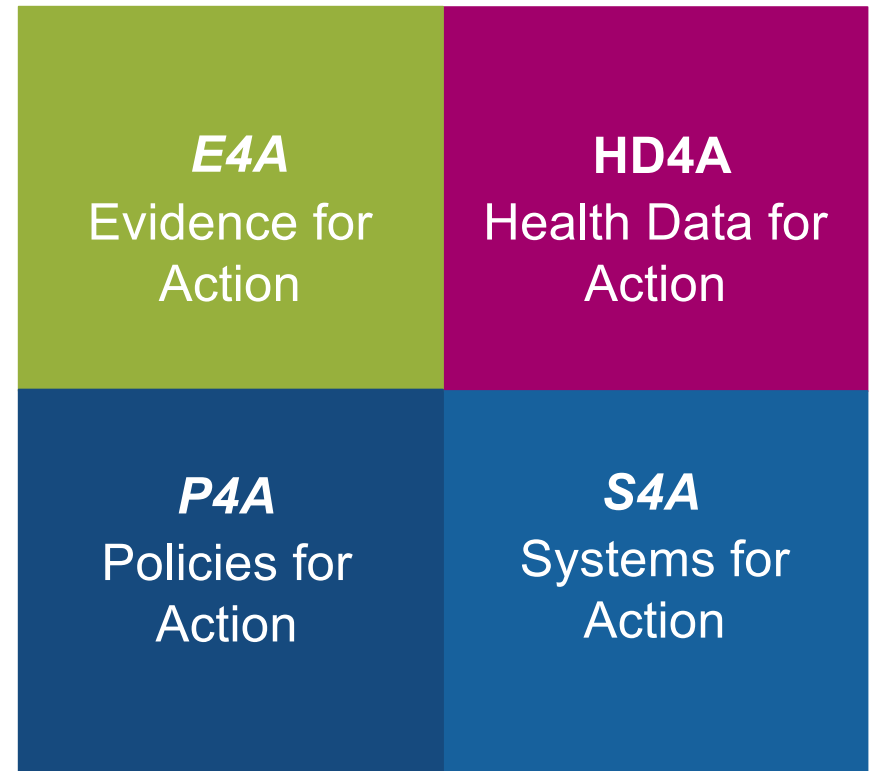 E4A
Evidence for
Action
HD4A
Health Data for
Action
P4A
Policies for
Action
S4A
Systems for
Action